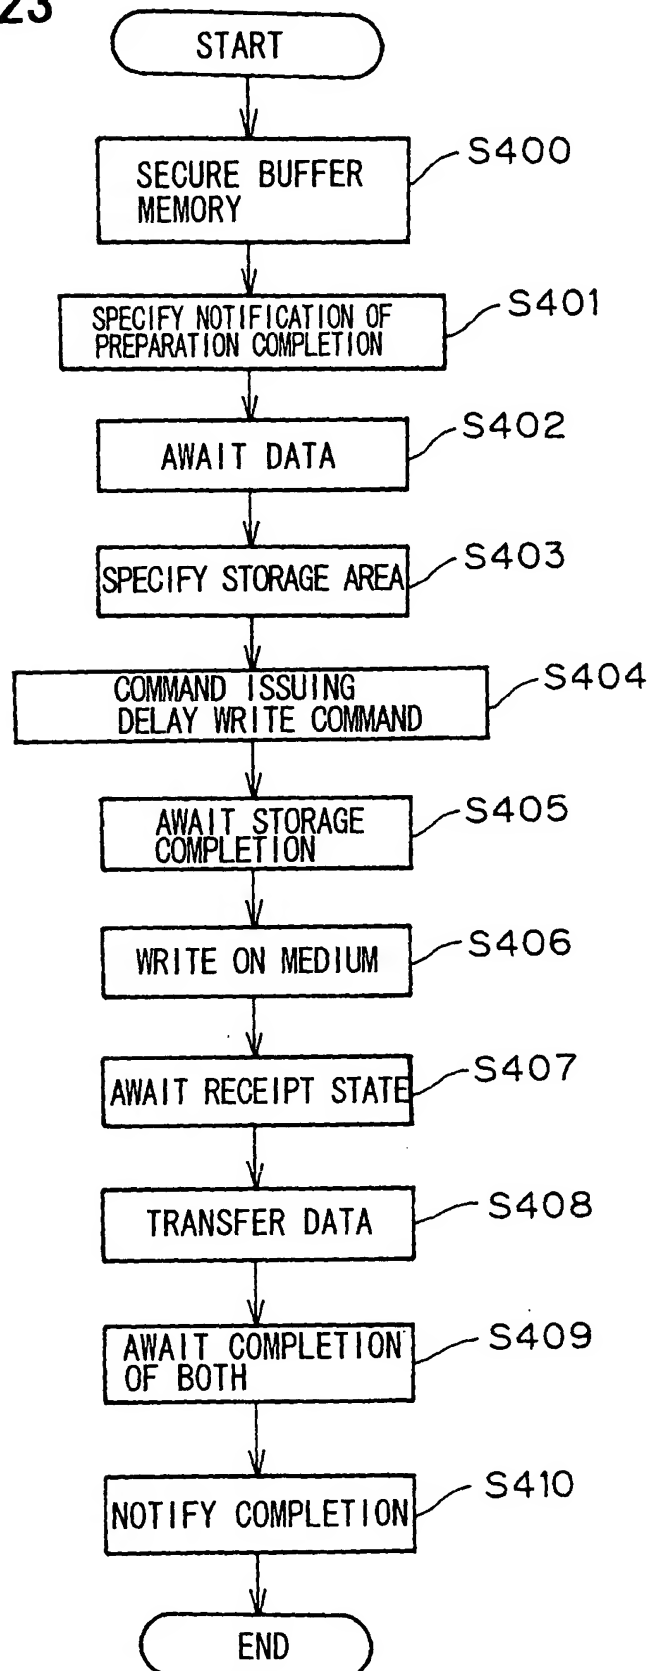 23
START
SECURE BUFFER
MEMORY
S400
SPECIFY NOTIFICATION OF
PREPARATION COMPLETION
S401
AWAIT DATA
S402
SPECIFY STORAGE AREA
S403
COMMAND ISSUING
DELAY WRITE COMMAND
S404
AWAIT STORAGE
COMPLETION
S405
WRITE ON MEDIUM
S406
AWAIT RECEIPT STATE
S407
TRANSFER DATA
S408
AWAIT COMPLETION
OF BOTH
S409
NOTIFY COMPLETION
S410
END